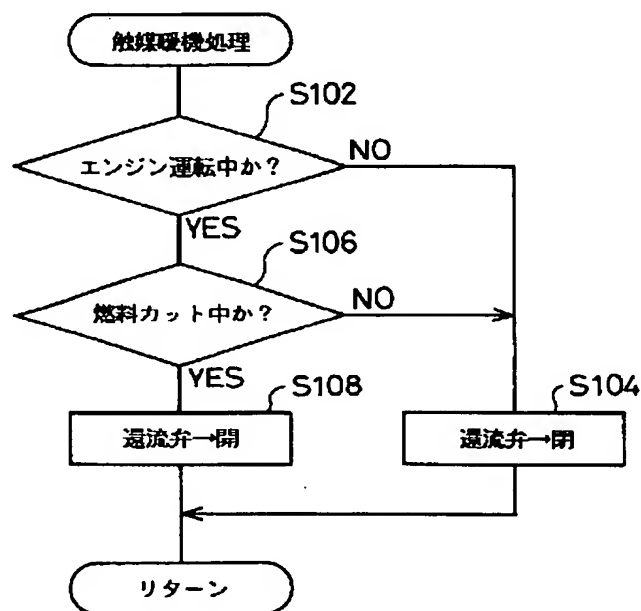 触媒暖機処理
S102
エンジン運転中か？
NO
YES
S106
燃料カット中か？
NO
YES
S108
還流弁→開
S104
還流弁→閉
リターン